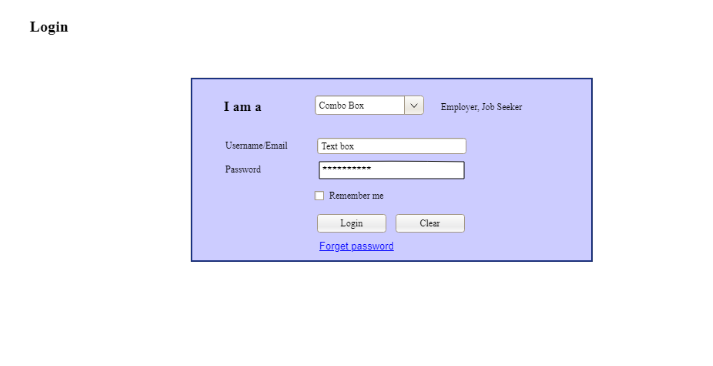 Login
I am a Combo Box Employer, Job Seeker
Username/Email Text box
Password **********
Remember me
Login Clear
Forget password